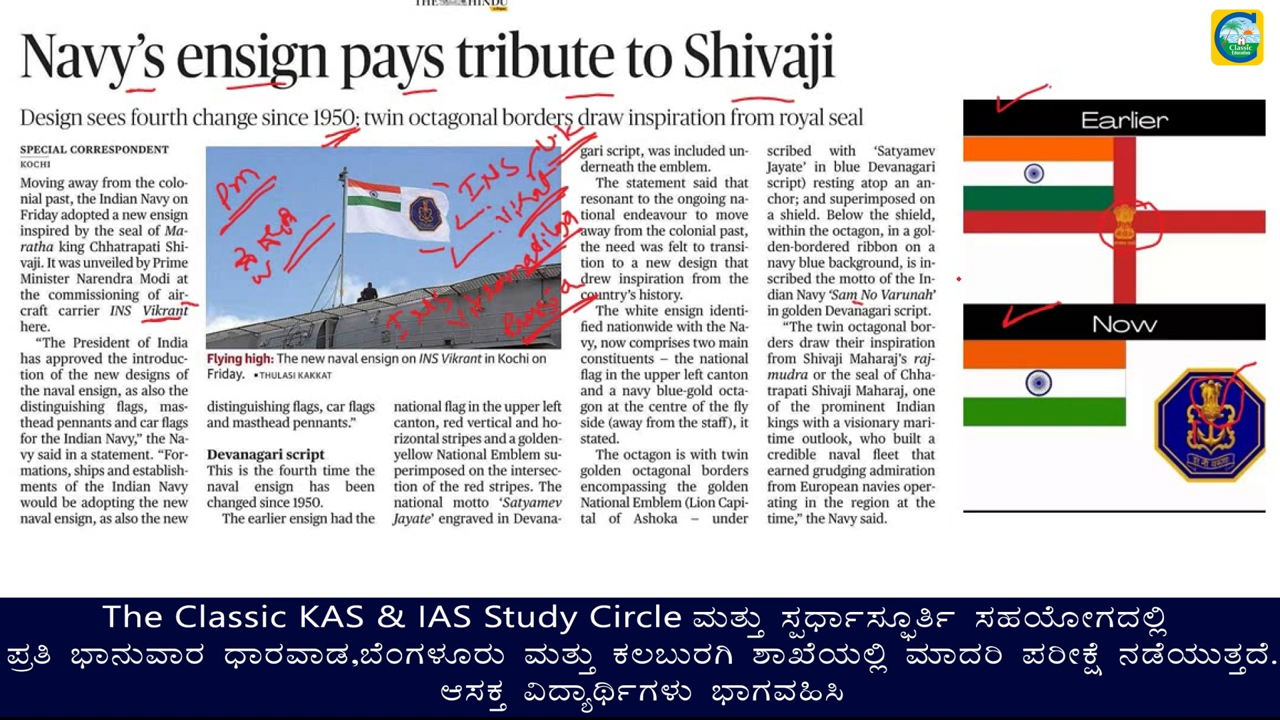 THE HINDU
Navy's ensign pays tribute to Shivaji
Design sees fourth change since 1950; twin octagonal borders draw inspiration from royal seal
SPECIAL CORRESPONDENT
KOCHI
Moving away from the colo-
nial past, the Indian Navy on
Friday adopted a new ensign
inspired by the seal of Ma-
ratha king Chhatrapati Shi-
vaji. It was unveiled by Prime
Minister Narendra Modi at
the commissioning of air-
craft carrier INS Vikrant
here.
"The President of India
has approved the introduc-
tion of the new designs of
the naval ensign, as also the
distinguishing flags, mas-
thead pennants and car flags
for the Indian Navy," the Na-
vy said in a statement. "For-
mations, ships and establish-
ments of the Indian Navy
would be adopting the new
naval ensign, as also the new
PM
INS
U.K
Vikrant
INS
Vikramaditya
Russia
Flying high: The new naval ensign on INS Vikrant in Kochi on
Friday. • THULASI KAKKAT
distinguishing flags, car flags
and masthead pennants."
Devanagari script
This is the fourth time the
naval ensign has been
changed since 1950.
The earlier ensign had the
national flag in the upper left
canton, red vertical and ho-
rizontal stripes and a golden-
yellow National Emblem su-
perimposed on the intersec-
tion of the red stripes. The
national motto 'Satyamev
Jayate' engraved in Devana-
gari script, was included un-
derneath the emblem.
The statement said that
resonant to the ongoing na-
tional endeavour to move
away from the colonial past,
the need was felt to transi-
tion to a new design that
drew inspiration from the
country's history.
The white ensign identi-
fied nationwide with the Na-
vy, now comprises two main
constituents – the national
flag in the upper left canton
and a navy blue-gold octa-
gon at the centre of the fly
side (away from the staff), it
stated.
The octagon is with twin
golden octagonal borders
encompassing the golden
National Emblem (Lion Capi-
tal of Ashoka – under
scribed with 'Satyamev
Jayate' in blue Devanagari
script) resting atop an an-
chor; and superimposed on
a shield. Below the shield,
within the octagon, in a gol-
den-bordered ribbon on a
navy blue background, is in-
scribed the motto of the In-
dian Navy 'Sam No Varunah'
in golden Devanagari script.
"The twin octagonal bor-
ders draw their inspiration
from Shivaji Maharaj's raj-
mudra or the seal of Chha-
trapati Shivaji Maharaj, one
of the prominent Indian
kings with a visionary mari-
time outlook, who built a
credible naval fleet that
earned grudging admiration
from European navies oper-
ating in the region at the
time," the Navy said.
Classic
Education
Earlier
Now
The Classic KAS & IAS Study Circle ಮತ್ತು ಸ್ಪರ್ಧಾಸ್ಫೂರ್ತಿ ಸಹಯೋಗದಲ್ಲಿ
ಪ್ರತಿ ಭಾನುವಾರ ಧಾರವಾಡ,ಬೆಂಗಳೂರು ಮತ್ತು ಕಲಬುರಗಿ ಶಾಖೆಯಲ್ಲಿ ಮಾದರಿ ಪರೀಕ್ಷೆ ನಡೆಯುತ್ತದೆ.
ಆಸಕ್ತ ವಿದ್ಯಾರ್ಥಿಗಳು ಭಾಗವಹಿಸಿ